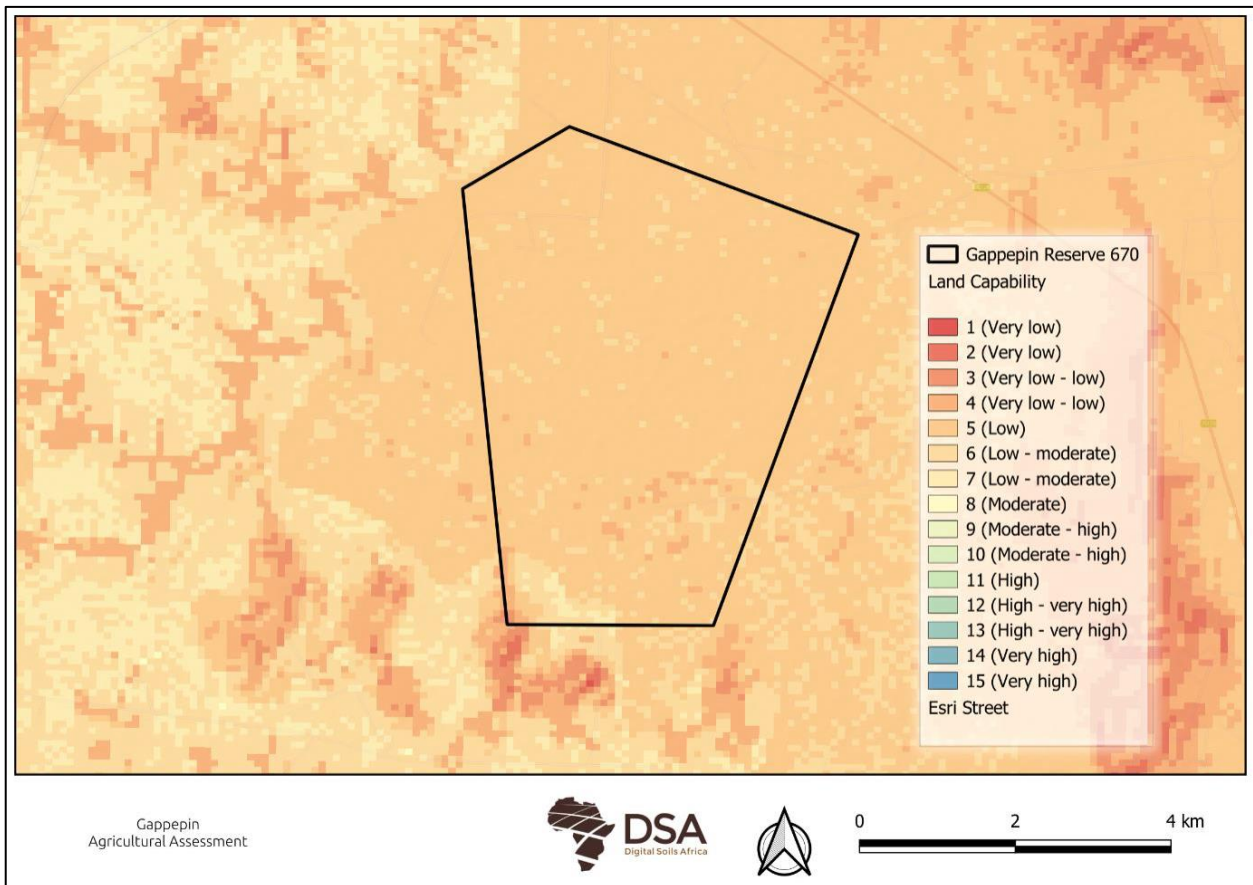 Gappepin Reserve 670
Land Capability
1 (Very low)
2 (Very low)
3 (Very low - low)
4 (Very low - low)
5 (Low)
6 (Low - moderate)
7 (Low - moderate)
8 (Moderate)
9 (Moderate - high)
10 (Moderate - high)
11 (High)
12 (High - very high)
13 (High - very high)
14 (Very high)
15 (Very high)
Esri Street
Gappepin
Agricultural Assessment
DSA
Digital Soils Africa
0 2 4 km